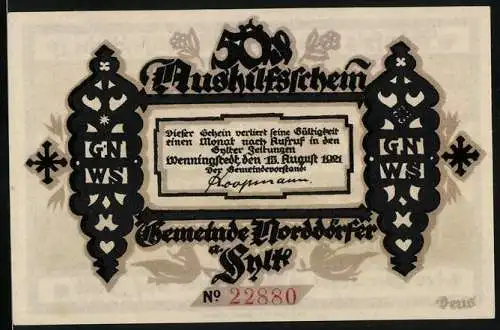 50 ₰
Aushilfsschein
Dieser Schein verliert seine Gültigkeit
einen Monat nach Aufruf in den
Sylter Zeitungen
Wenningstedt, den 15. August 1921
Der Gemeindevorstand:
Koopmann.
GN
WS
GN
WS
Gemeinde Norddörfer
a. Sylt
No 22880